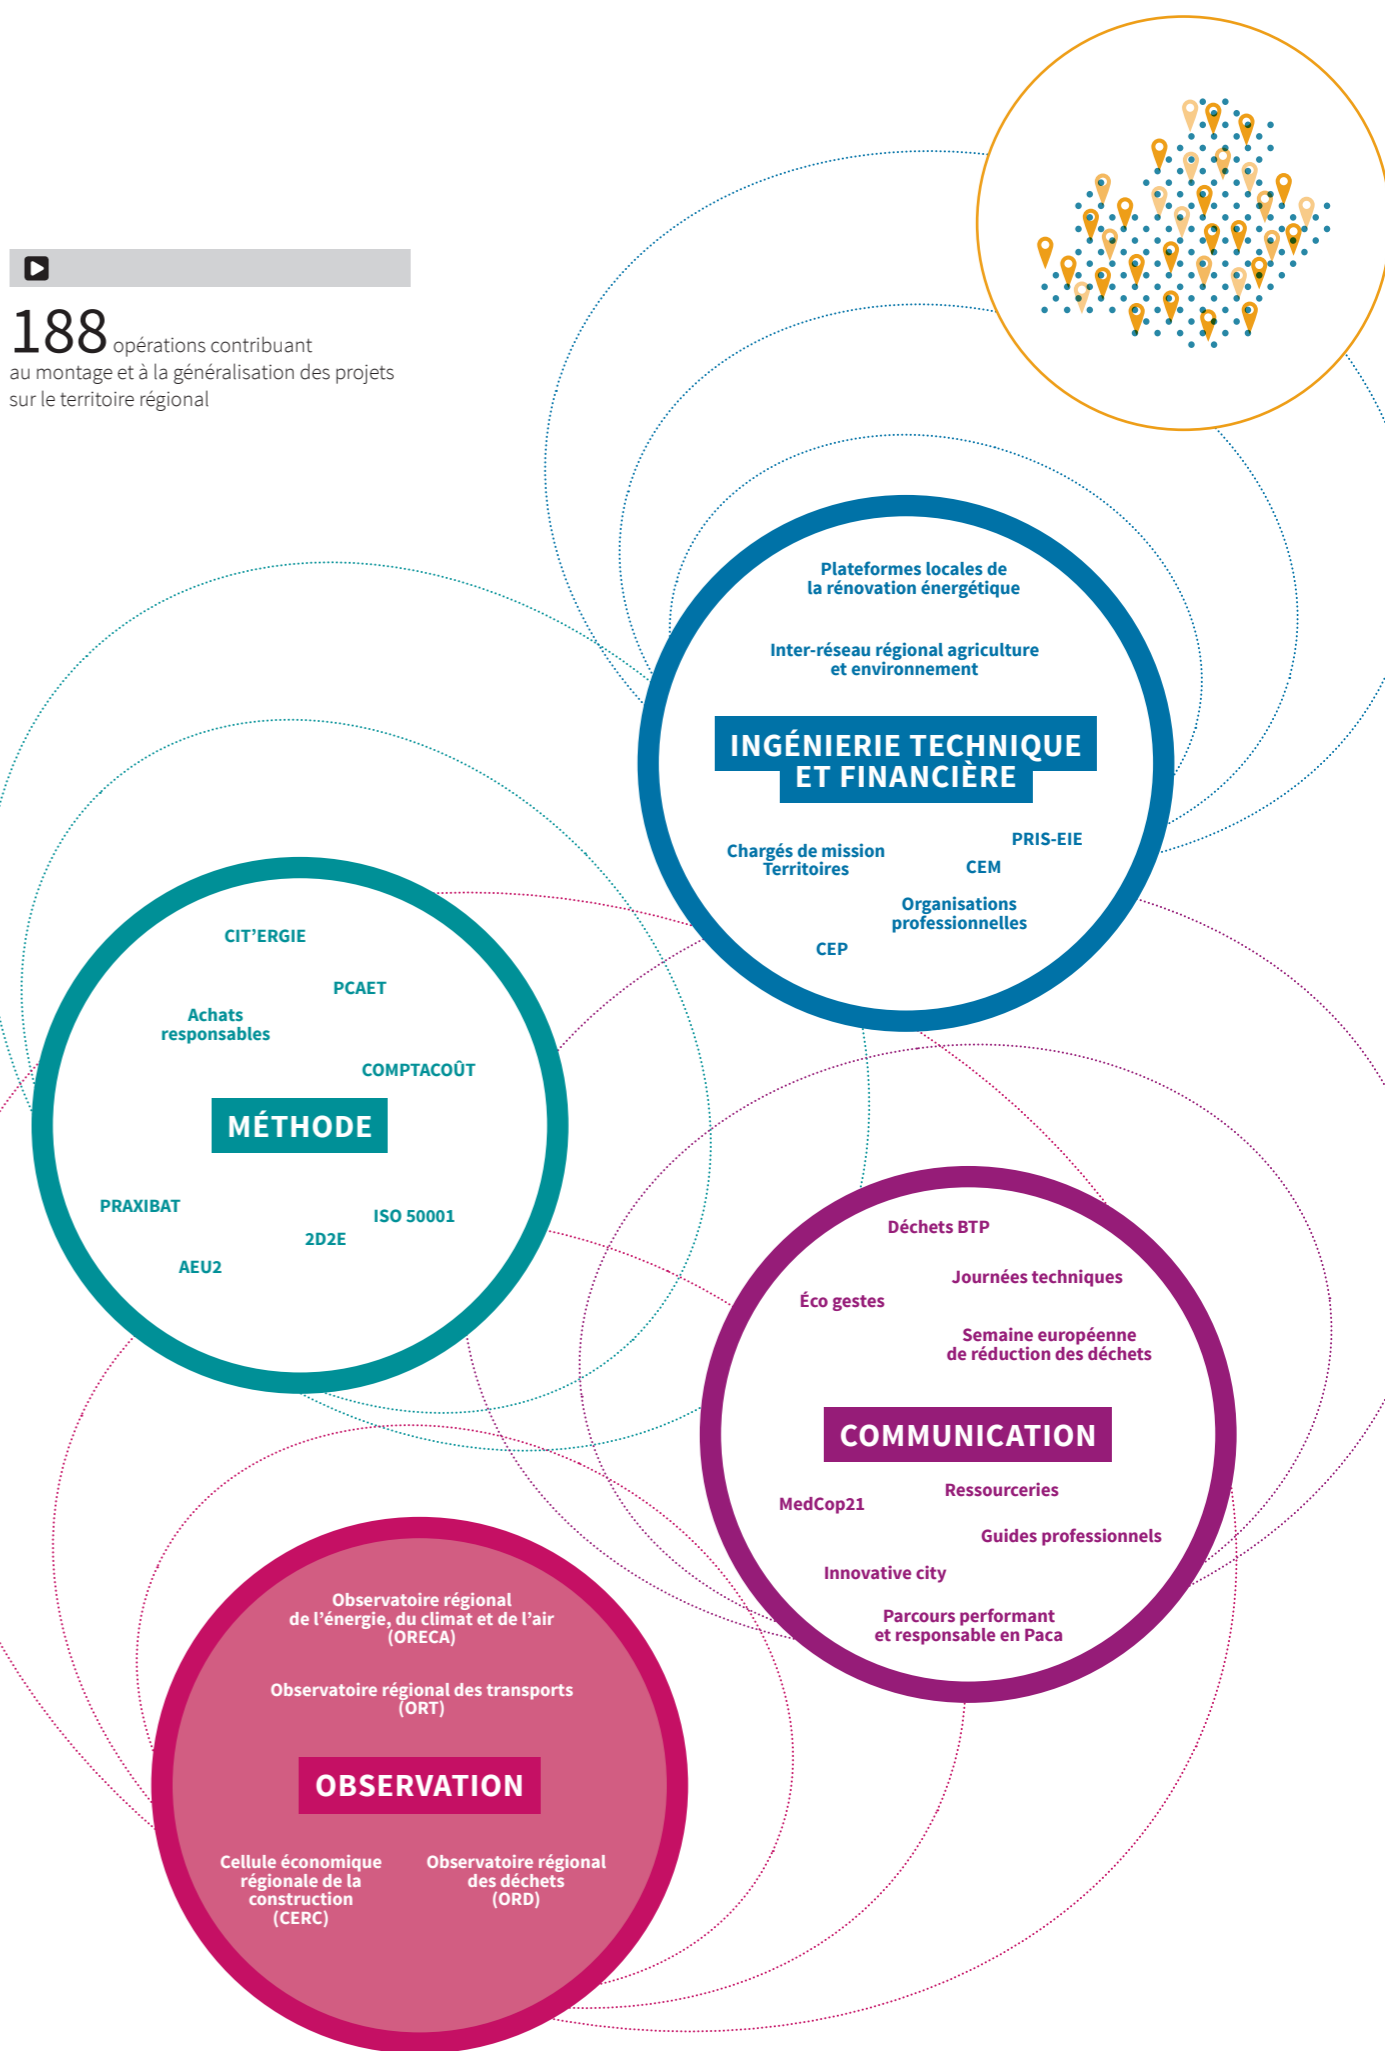 188 opérations contribuant
au montage et à la généralisation des projets
sur le territoire régional
Plateformes locales de
la rénovation énergétique
Inter-réseau régional agriculture
et environnement
INGÉNIERIE TECHNIQUE
ET FINANCIÈRE
PRIS-EIE
Chargés de mission
Territoires
CEM
Organisations
professionnelles
CEP
CIT’ERGIE
PCAET
Achats
responsables
COMPTACOÛT
MÉTHODE
PRAXIBAT
ISO 50001
2D2E
AEU2
Déchets BTP
Journées techniques
Éco gestes
Semaine européenne
de réduction des déchets
COMMUNICATION
Ressourceries
MedCop21
Guides professionnels
Innovative city
Parcours performant
et responsable en Paca
Observatoire régional
de l’énergie, du climat et de l’air
(ORECA)
Observatoire régional des transports
(ORT)
OBSERVATION
Cellule économique
régionale de la
construction
(CERC)
Observatoire régional
des déchets
(ORD)